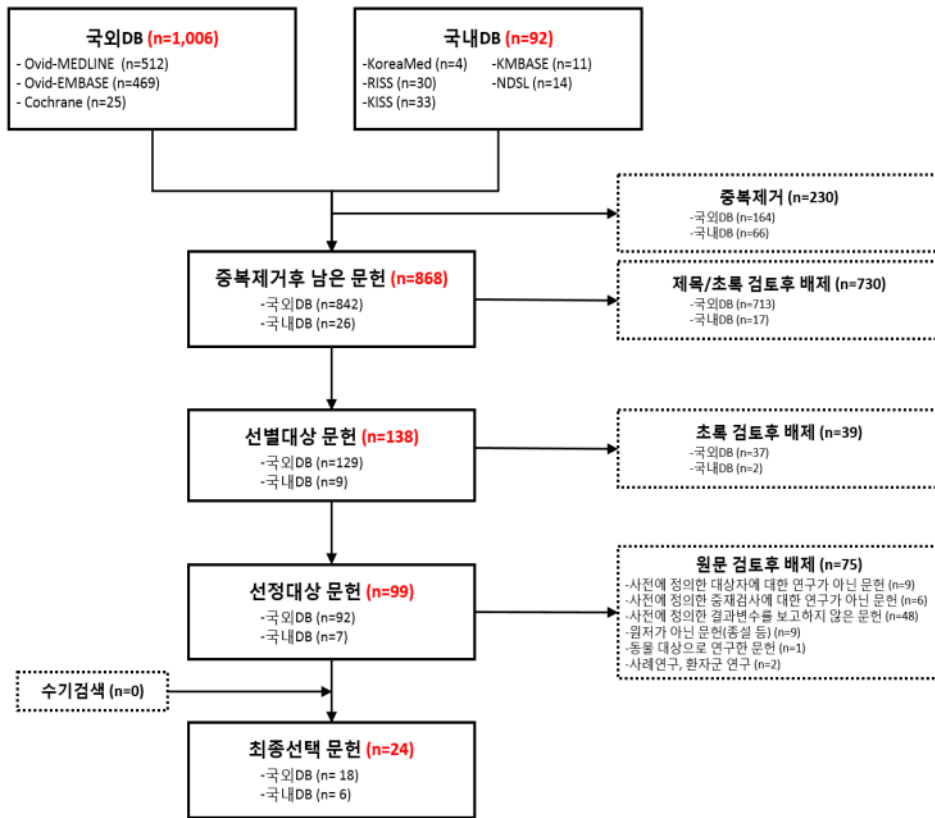 국외DB (n=1,006)
- Ovid-MEDLINE (n=512)
- Ovid-EMBASE (n=469)
- Cochrane (n=25)
국내DB (n=92)
-KoreaMed (n=4) -KMBASE (n=11)
-RISS (n=30) -NDSL (n=14)
-KISS (n=33)
중복제거 (n=230)
-국외DB (n=164)
-국내DB (n=66)
중복제거후 남은 문헌 (n=868)
-국외DB (n=842)
-국내DB (n=26)
제목/초록 검토후 배제 (n=730)
-국외DB (n=713)
-국내DB (n=17)
선별대상 문헌 (n=138)
-국외DB (n=129)
-국내DB (n=9)
초록 검토후 배제 (n=39)
-국외DB (n=37)
-국내DB (n=2)
선정대상 문헌 (n=99)
-국외DB (n=92)
-국내DB (n=7)
원문 검토후 배제 (n=75)
-사전에 정의한 대상자에 대한 연구가 아닌 문헌 (n=9)
-사전에 정의한 중재검사에 대한 연구가 아닌 문헌 (n=6)
-사전에 정의한 결과변수를 보고하지 않은 문헌 (n=48)
-원저가 아닌 문헌(종설 등) (n=9)
-동물 대상으로 연구한 문헌 (n=1)
-사례연구, 환자군 연구 (n=2)
수기검색 (n=0)
최종선택 문헌 (n=24)
-국외DB (n= 18)
-국내DB (n= 6)